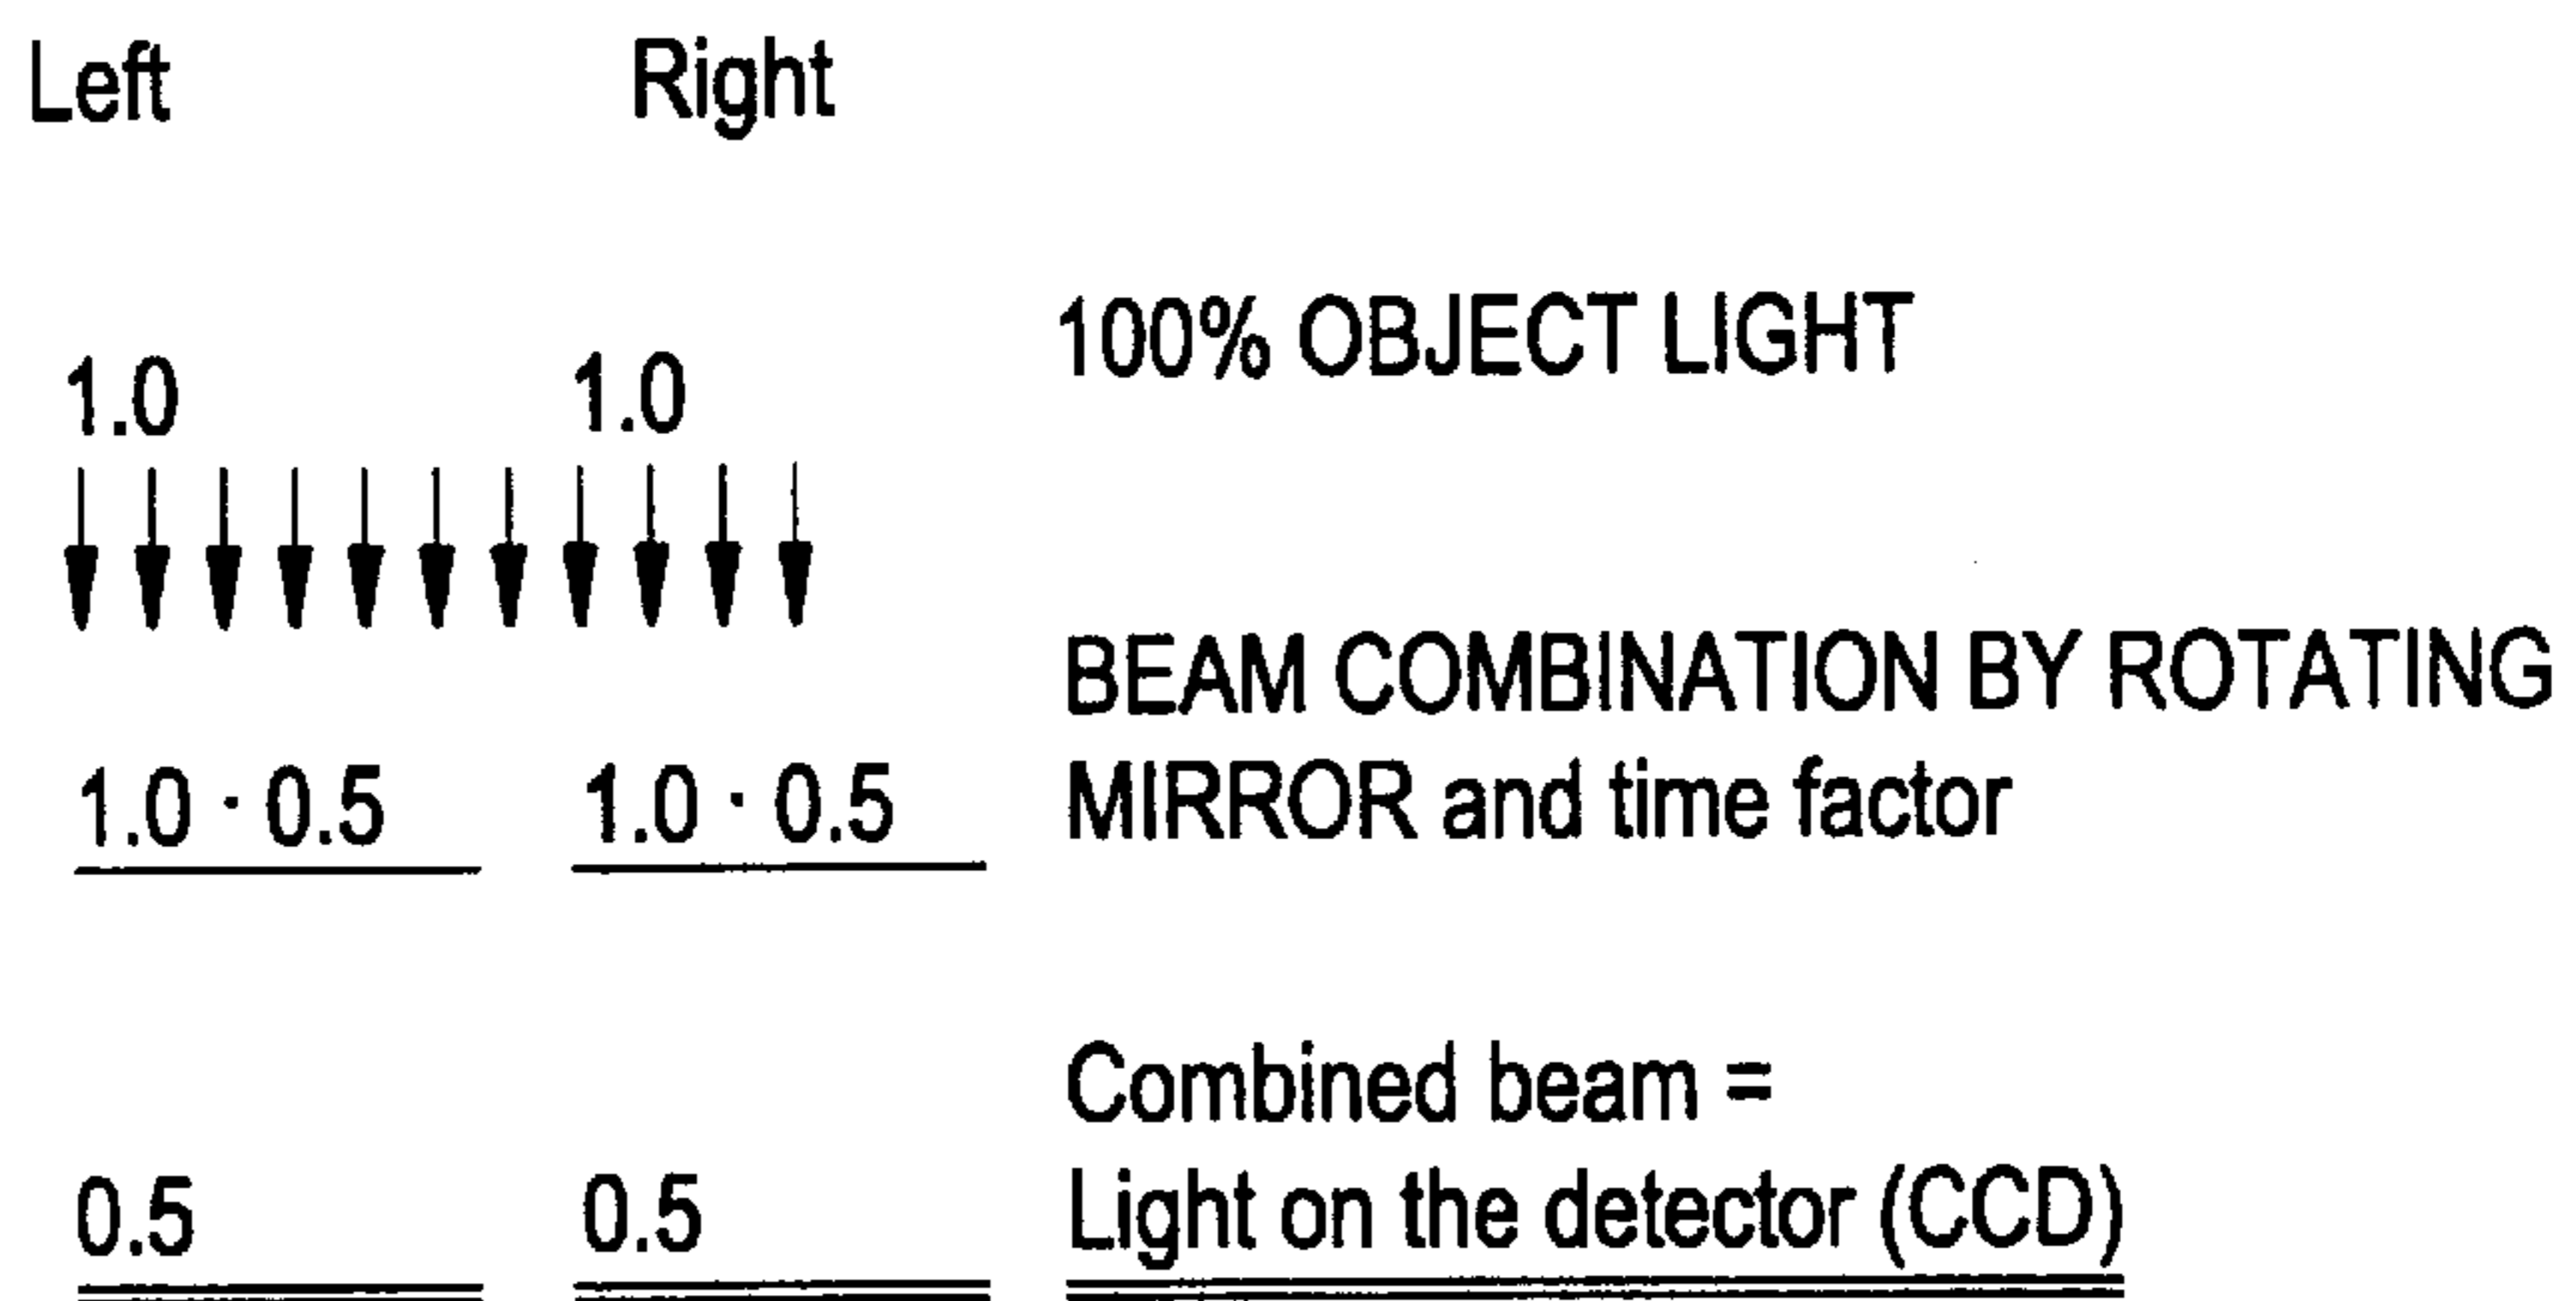 Left Right
100% OBJECT LIGHT
1.0 1.0
BEAM COMBINATION BY ROTATING
1.0 · 0.5 1.0 · 0.5 MIRROR and time factor
Combined beam =
0.5 0.5 Light on the detector (CCD)